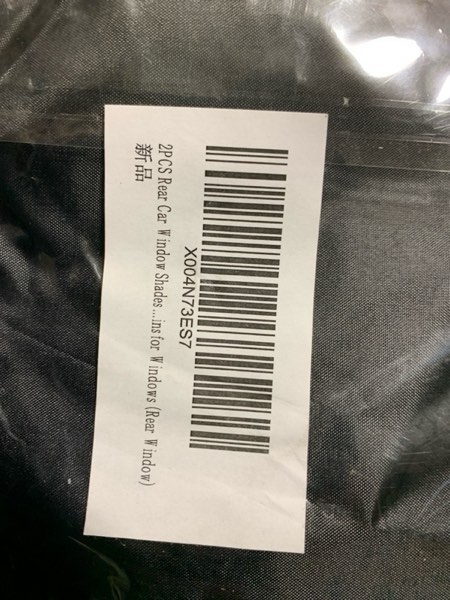 X004N73ES7
2PCS Rear Car Window Shades...ins for Windows (Rear Window)
新品